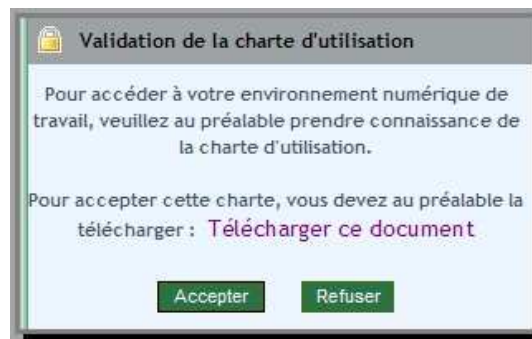 Validation de la charte d'utilisation
Pour accéder à votre environnement numérique de
travail, veuillez au préalable prendre connaissance de
la charte d'utilisation.
Pour accepter cette charte, vous devez au préalable la
télécharger : Télécharger ce document
Accepter Refuser